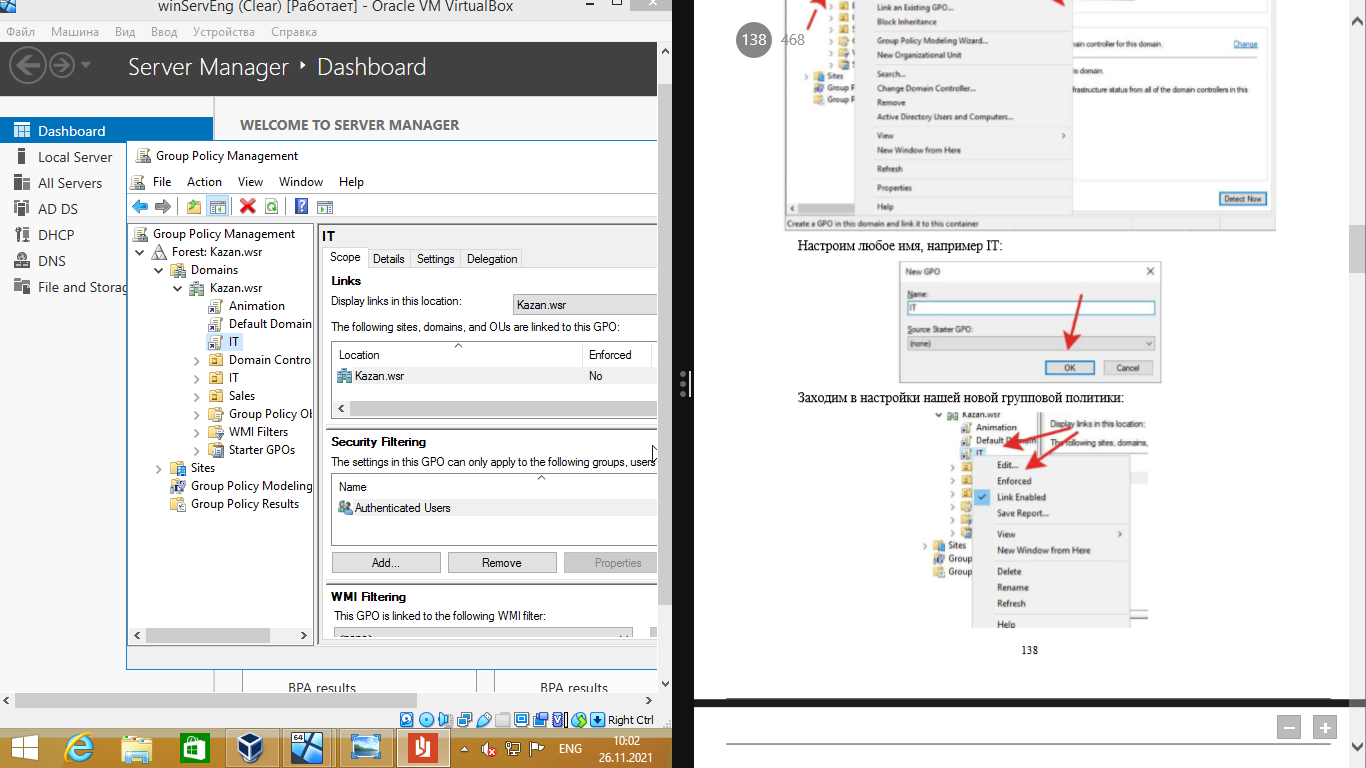 winServEng (Clear) [Работает] - Oracle VM VirtualBox
Файл Машина Вид Ввод Устройства Справка
Server Manager Dashboard
Dashboard
Local Server
All Servers
AD DS
DHCP
DNS
File and Storag
WELCOME TO SERVER MANAGER
Group Policy Management
File Action View Window Help
Group Policy Management
Forest: Kazan.wsr
Domains
Kazan.wsr
Animation
Default Domain
IT
Domain Contro
IT
Sales
Group Policy Ob
WMI Filters
Starter GPOs
Sites
Group Policy Modeling
Group Policy Results
IT
Scope Details Settings Delegation
Links
Display links in this location:
Kazan.wsr
The following sites, domains, and OUs are linked to this GPO:
Location Enforced
Kazan.wsr No
Security Filtering
The settings in this GPO can only apply to the following groups, users
Name
Authenticated Users
Add... Remove Properties
WMI Filtering
This GPO is linked to the following WMI filter:
(none)
BPA results BPA results
Right Ctrl
64
ENG
10:02
26.11.2021
138 468
Link an Existing GPO...
Block Inheritance
Group Policy Modeling Wizard...
New Organizational Unit
Search...
Change Domain Controller...
Remove
Active Directory Users and Computers...
View
New Window from Here
Refresh
Properties
Help
Sites
Group P
Group P
main controller for this domain.
Change
s domain.
frastructure status from all of the domain controllers in this
Detect Now
Create a GPO in this domain and link it to this container
Настроим любое имя, например IT:
New GPO
Name:
IT
Source Starter GPO:
(none)
OK Cancel
Заходим в настройки нашей новой групповой политики:
Kazan.wsr
Animation
Default Domain
IT
Display links in this location:
The following sites, domains,
Edit...
Enforced
Link Enabled
Save Report...
View
New Window from Here
Delete
Rename
Refresh
Help
Sites
Group
Group
138